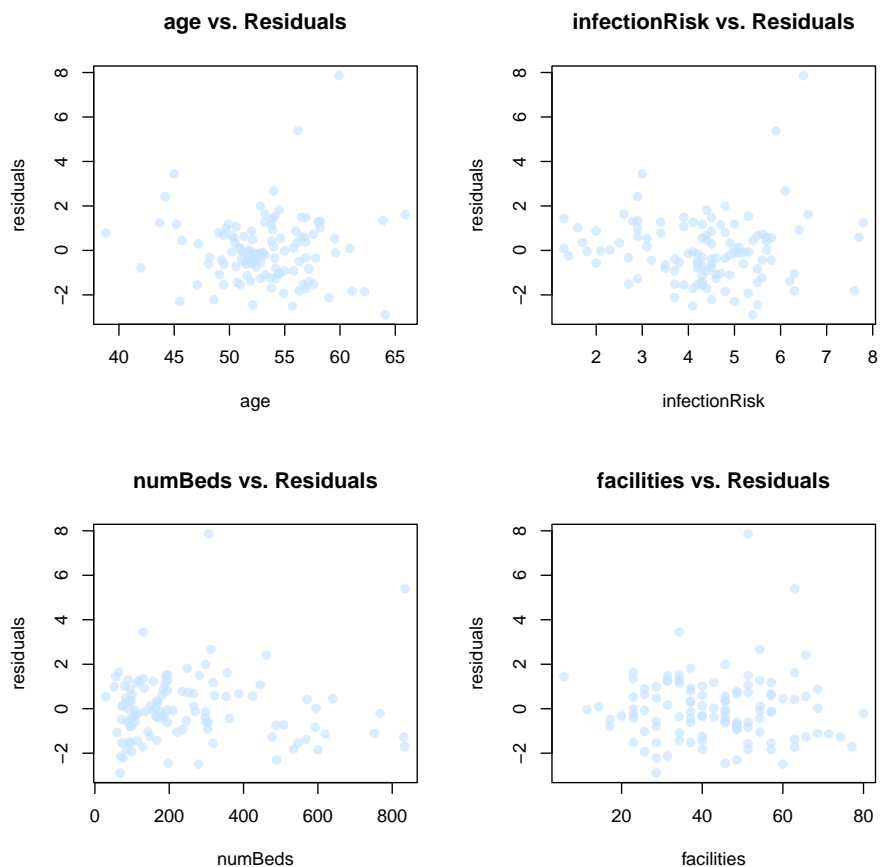 age vs. Residuals
residuals
8
6
4
2
0
−2
40 45 50 55 60 65
age
infectionRisk vs. Residuals
residuals
8
6
4
2
0
−2
2 3 4 5 6 7 8
infectionRisk
numBeds vs. Residuals
residuals
8
6
4
2
0
−2
0 200 400 600 800
numBeds
facilities vs. Residuals
residuals
8
6
4
2
0
−2
20 40 60 80
facilities